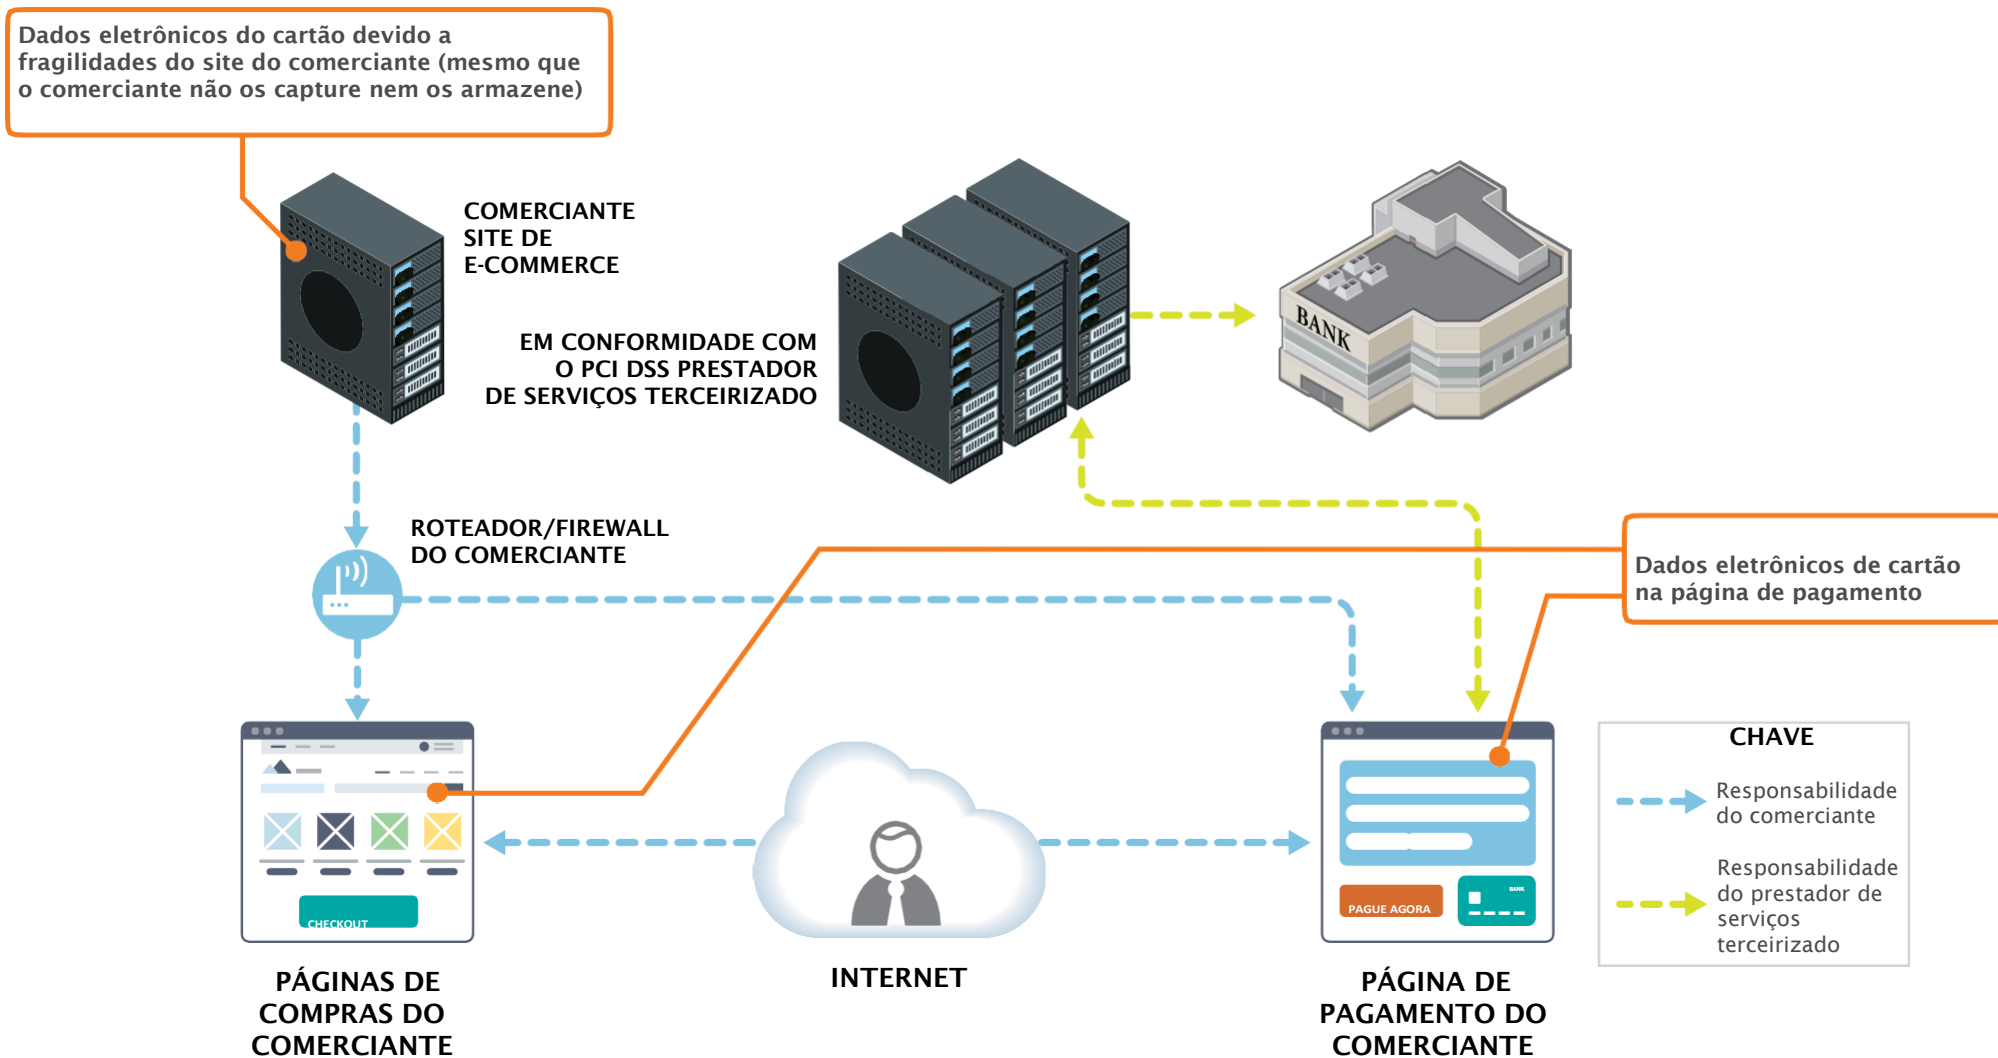 Dados eletrônicos do cartão devido a
fragilidades do site do comerciante (mesmo que
o comerciante não os capture nem os armazene)
COMERCIANTE
SITE DE
E-COMMERCE
EM CONFORMIDADE COM
O PCI DSS PRESTADOR
DE SERVIÇOS TERCEIRIZADO
BANK
ROTEADOR/FIREWALL
DO COMERCIANTE
Dados eletrônicos de cartão
na página de pagamento
CHECKOUT
PAGUE AGORA
BANK
CHAVE
Responsabilidade
do comerciante
Responsabilidade
do prestador de
serviços
terceirizado
PÁGINAS DE
COMPRAS DO
COMERCIANTE
INTERNET
PÁGINA DE
PAGAMENTO DO
COMERCIANTE